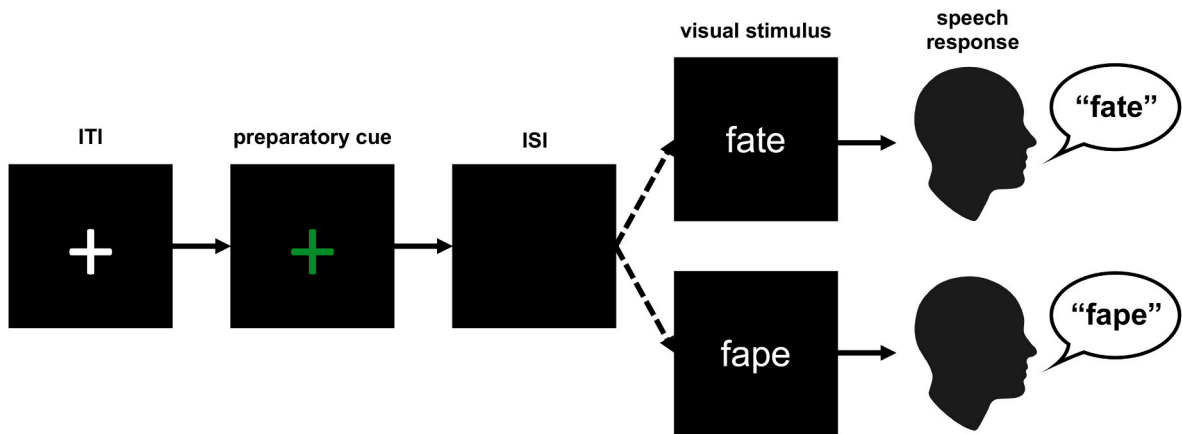 ITI
preparatory cue
ISI
visual stimulus
speech
response
fate
“fate”
fape
“fape”